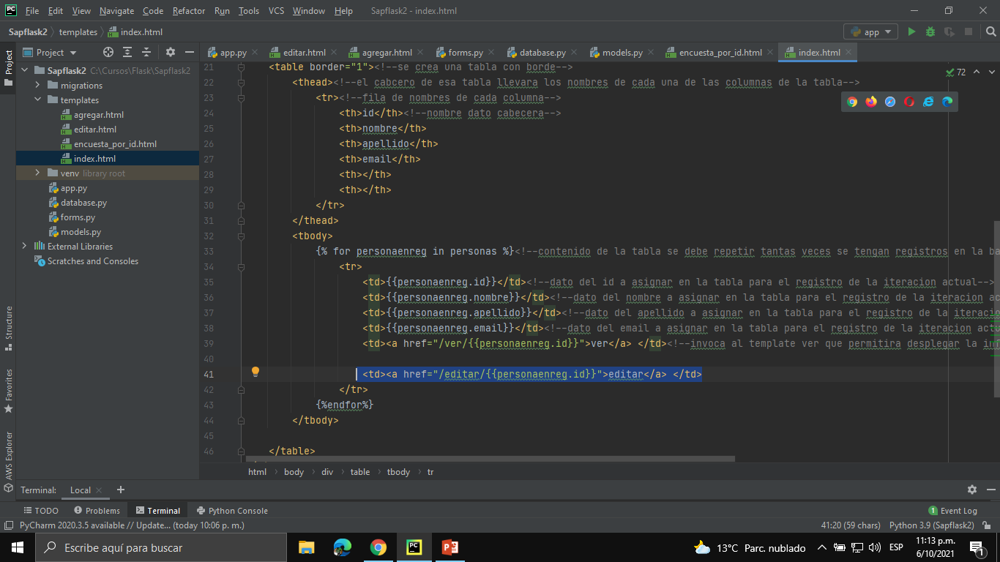 File Edit View Navigate Code Refactor Run Tools VCS Window Help Sapflask2 - index.html
Sapflask2 templates index.html app
Project app.py editar.html agregar.html forms.py database.py models.py encuesta_por_id.html index.html
Project
Sapflask2 C:\Cursos\Flask\Sapflask2
migrations
templates
agregar.html
editar.html
encuesta_por_id.html
index.html
venv library root
app.py
database.py
forms.py
models.py
External Libraries
Scratches and Consoles
Structure
Favorites
AWS Explorer
72
21 <table border="1"><!--se crea una tabla con borde-->
22 <thead><!--el cabcero de esa tabla llevara los nombres de cada una de las columnas de la tabla-->
23 <tr><!--fila de nombres de cada columna-->
24 <th>id</th><!--nombre dato cabecera-->
25 <th>nombre</th>
26 <th>apellido</th>
27 <th>email</th>
28 <th></th>
29 <th></th>
30 </tr>
31 </thead>
32 <tbody>
33 {% for personaenreg in personas %}<!--contenido de la tabla se debe repetir tantas veces se tengan registros en la ba
34 <tr>
35 <td>{{personaenreg.id}}</td><!--dato del id a asignar en la tabla para el registro de la iteracion actual-->
36 <td>{{personaenreg.nombre}}</td><!--dato del nombre a asignar en la tabla para el registro de la iteracion ac
37 <td>{{personaenreg.apellido}}</td><!--dato del apellido a asignar en la tabla para el registro de la iteracio
38 <td>{{personaenreg.email}}</td><!--dato del email a asignar en la tabla para el registro de la iteracion actu
39 <td><a href="/ver/{{personaenreg.id}}">ver</a> </td><!--invoca al template ver que permitira desplegar la inf
40
41 <td><a href="/editar/{{personaenreg.id}}">editar</a> </td>
42 </tr>
43 {%endfor%}
44 </tbody>
45
46 </table>
html body div table tbody tr
Terminal: Local
TODO Problems Terminal Python Console 1 Event Log
PyCharm 2020.3.5 available // Update... (today 10:06 p. m.) 41:20 (59 chars) Python 3.9 (Sapflask2)
Escribe aquí para buscar 13°C Parc. nublado ESP 11:13 p.m.
6/10/2021 1